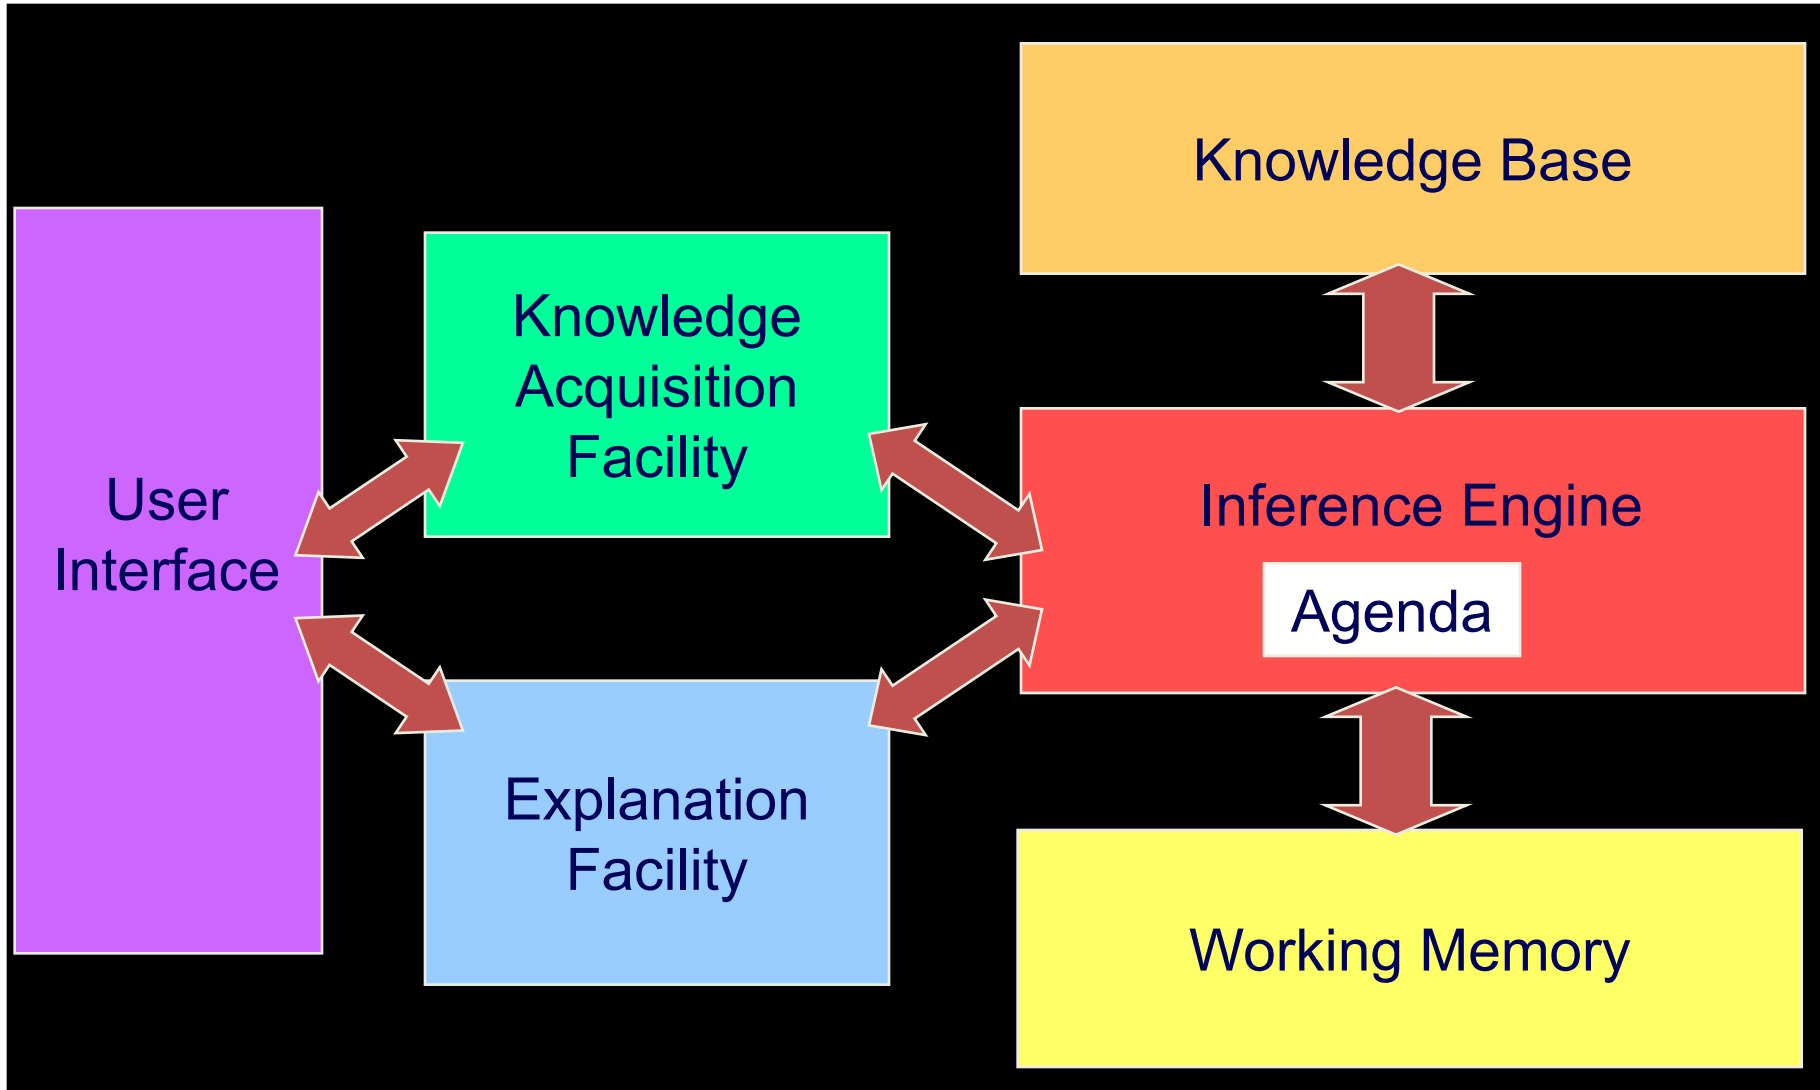 User
Interface
Knowledge
Acquisition
Facility
Explanation
Facility
Knowledge Base
Inference Engine
Agenda
Working Memory